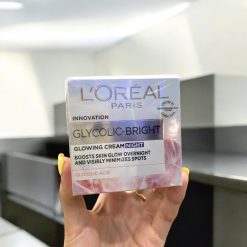 L'ORÉAL
PARIS
INNOVATION
GLYCOLIC-BRIGHT
GLOWING CREAM NIGHT
BOOSTS SKIN GLOW OVERNIGHT
AND VISIBLY MINIMIZES SPOTS
GLYCOLIC ACID